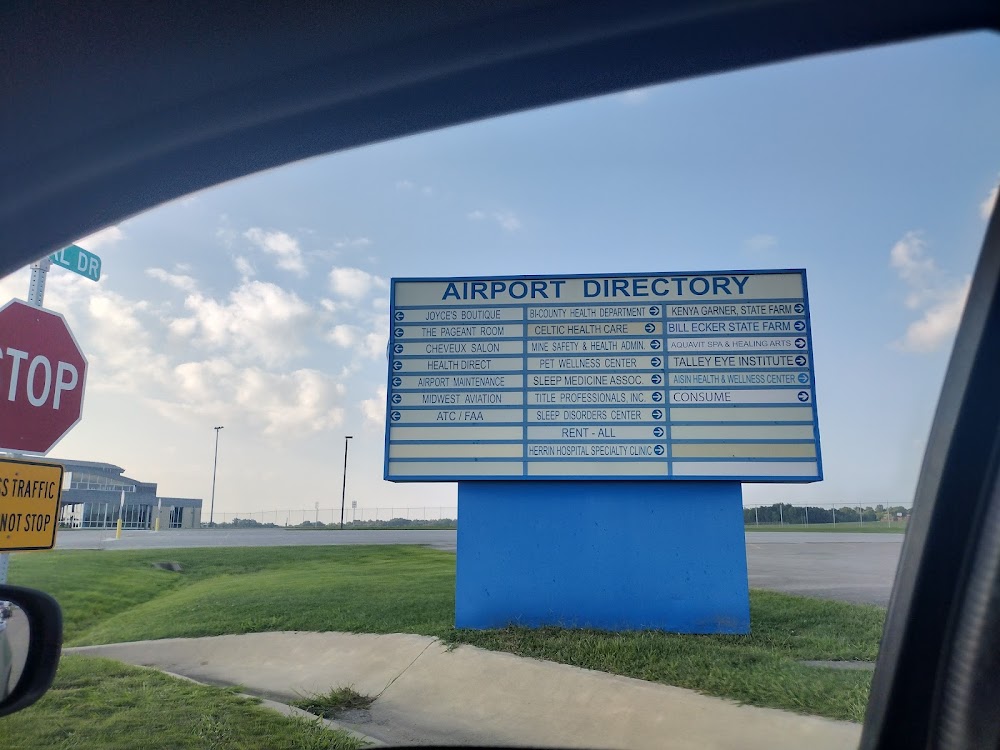 AL DR
STOP
SS TRAFFIC
NOT STOP
AIRPORT DIRECTORY
JOYCE'S BOUTIQUE
THE PAGEANT ROOM
CHEVEUX SALON
HEALTH DIRECT
AIRPORT MAINTENANCE
MIDWEST AVIATION
ATC / FAA
BI-COUNTY HEALTH DEPARTMENT
CELTIC HEALTH CARE
MINE SAFETY & HEALTH ADMIN.
PET WELLNESS CENTER
SLEEP MEDICINE ASSOC.
TITLE PROFESSIONALS, INC.
SLEEP DISORDERS CENTER
RENT - ALL
HERRIN HOSPITAL SPECIALTY CLINIC
KENYA GARNER, STATE FARM
BILL ECKER STATE FARM
AQUAVIT SPA & HEALING ARTS
TALLEY EYE INSTITUTE
AISIN HEALTH & WELLNESS CENTER
CONSUME